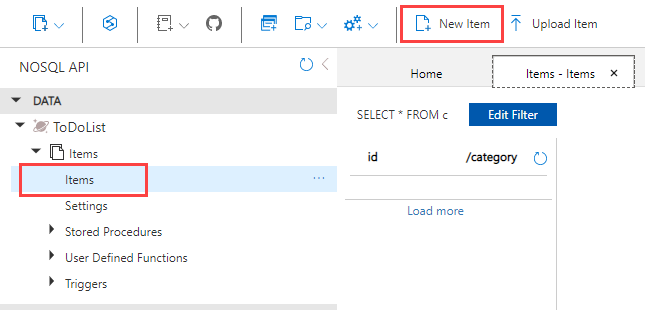 New Item
Upload Item
NOSQL API
DATA
ToDoList
Items
Items
Settings
Stored Procedures
User Defined Functions
Triggers
Home
Items - Items
SELECT * FROM c
Edit Filter
id
/category
Load more